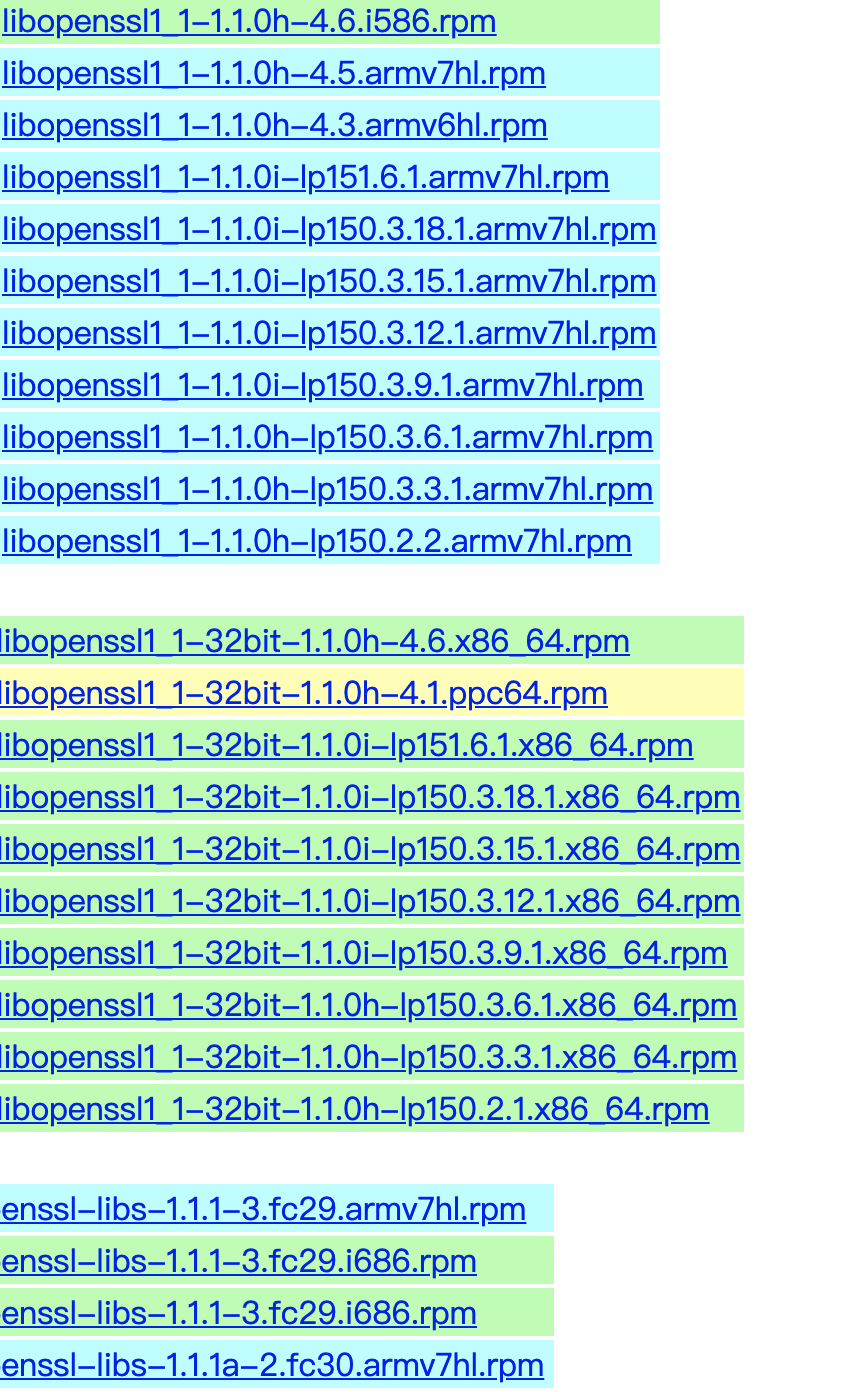 libopenssl1_1-1.1.0h-4.6.i586.rpm
libopenssl1_1-1.1.0h-4.5.armv7hl.rpm
libopenssl1_1-1.1.0h-4.3.armv6hl.rpm
libopenssl1_1-1.1.0i-lp151.6.1.armv7hl.rpm
libopenssl1_1-1.1.0i-lp150.3.18.1.armv7hl.rpm
libopenssl1_1-1.1.0i-lp150.3.15.1.armv7hl.rpm
libopenssl1_1-1.1.0i-lp150.3.12.1.armv7hl.rpm
libopenssl1_1-1.1.0i-lp150.3.9.1.armv7hl.rpm
libopenssl1_1-1.1.0h-lp150.3.6.1.armv7hl.rpm
libopenssl1_1-1.1.0h-lp150.3.3.1.armv7hl.rpm
libopenssl1_1-1.1.0h-lp150.2.2.armv7hl.rpm
libopenssl1_1-32bit-1.1.0h-4.6.x86_64.rpm
libopenssl1_1-32bit-1.1.0h-4.1.ppc64.rpm
libopenssl1_1-32bit-1.1.0i-lp151.6.1.x86_64.rpm
libopenssl1_1-32bit-1.1.0i-lp150.3.18.1.x86_64.rpm
libopenssl1_1-32bit-1.1.0i-lp150.3.15.1.x86_64.rpm
libopenssl1_1-32bit-1.1.0i-lp150.3.12.1.x86_64.rpm
libopenssl1_1-32bit-1.1.0i-lp150.3.9.1.x86_64.rpm
libopenssl1_1-32bit-1.1.0h-lp150.3.6.1.x86_64.rpm
libopenssl1_1-32bit-1.1.0h-lp150.3.3.1.x86_64.rpm
libopenssl1_1-32bit-1.1.0h-lp150.2.1.x86_64.rpm
enssl-libs-1.1.1-3.fc29.armv7hl.rpm
enssl-libs-1.1.1-3.fc29.i686.rpm
enssl-libs-1.1.1-3.fc29.i686.rpm
enssl-libs-1.1.1a-2.fc30.armv7hl.rpm